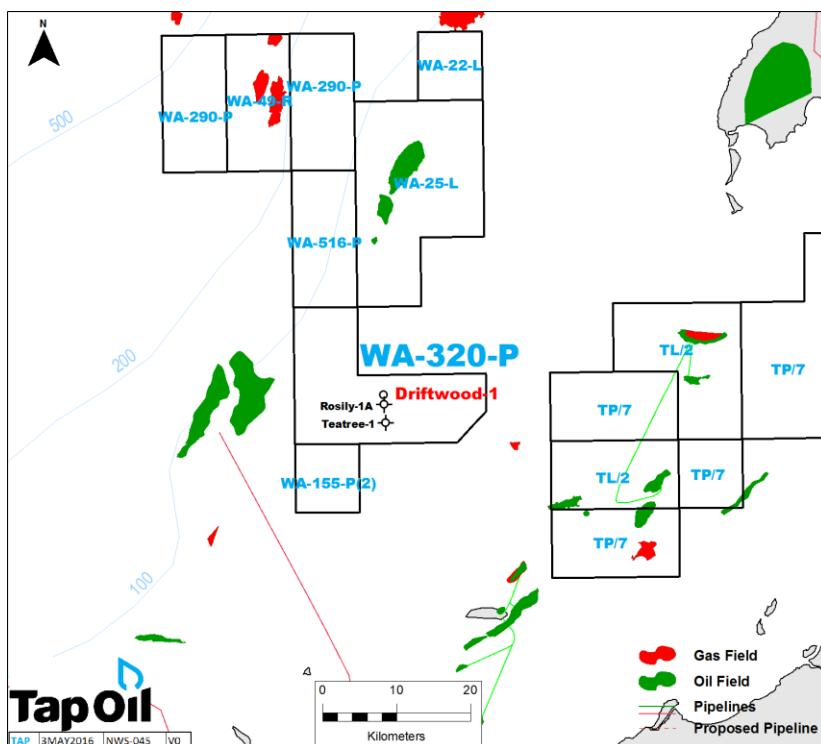 N
WA-22-L
WA-290-P
WA-49-R
WA-290-P
500
WA-25-L
WA-516-P
200
WA-320-P
TL/2
TP/7
Driftwood-1
Rosily-1A
Teatree-1
TP/7
WA-155-P(2)
TL/2
TP/7
TP/7
100
Gas Field
Oil Field
Pipelines
Proposed Pipeline
0 10 20
Kilometers
Tap Oil
TAP 3MAY2016 NWS-045 V0